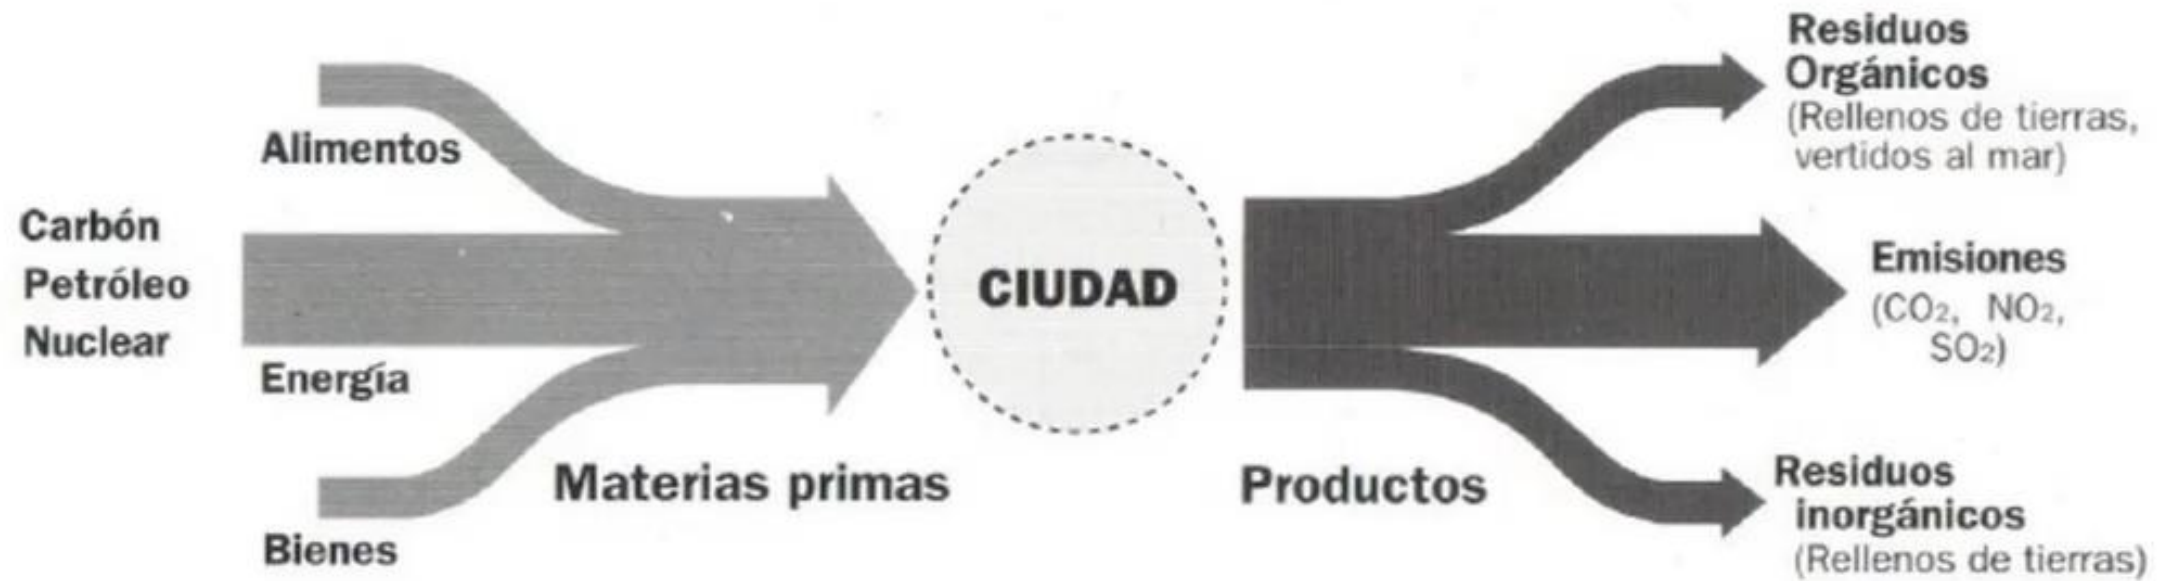 Alimentos
Carbón
Petróleo
Nuclear
Energía
Bienes
Materias primas
CIUDAD
Productos
Residuos
Orgánicos
(Rellenos de tierras,
vertidos al mar)
Emisiones
(CO₂, NO₂,
SO₂)
Residuos
inorgánicos
(Rellenos de tierras)